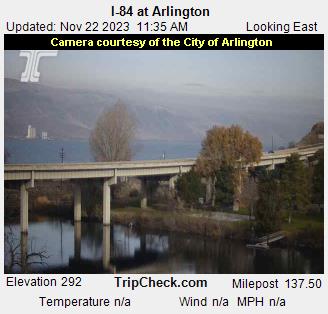 I-84 at Arlington
Updated: Nov 22 2023 11:35 AM Looking East
Camera courtesy of the City of Arlington
Elevation 292 TripCheck.com Milepost 137.50
Temperature n/a Wind n/a MPH n/a